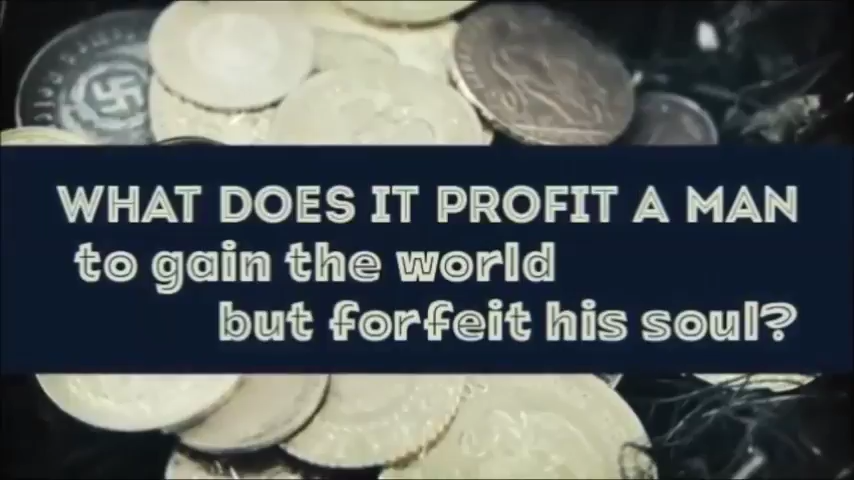 WHAT DOES IT PROFIT A MAN
to gain the world
but forfeit his soul?